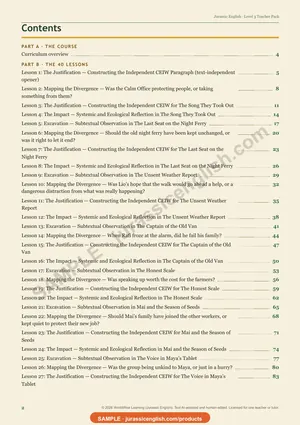 Jurassic English · Level 3 Teacher Pack
Contents
PART A · THE COURSE
Curriculum overview 4
PART B · THE 40 LESSONS
Lesson 1: The Justification — Constructing the Independent CEIW Paragraph (text-independent 5
opener)
Lesson 2: Mapping the Divergence — Was the Calm Office protecting people, or taking 8
something from them?
Lesson 3: The Justification — Constructing the Independent CEIW for The Song They Took Out 11
Lesson 4: The Impact — Systemic and Ecological Reflection in The Song They Took Out 14
Lesson 5: Excavation — Subtextual Observation in The Last Seat on the Night Ferry 17
Lesson 6: Mapping the Divergence — Should the old night ferry have been kept unchanged, or 20
was it right to let it end?
Lesson 7: The Justification — Constructing the Independent CEIW for The Last Seat on the 23
Night Ferry
Lesson 8: The Impact — Systemic and Ecological Reflection in The Last Seat on the Night Ferry 26
Lesson 9: Excavation — Subtextual Observation in The Unsent Weather Report 29
Lesson 10: Mapping the Divergence — Was Liu's hope that the walk would go ahead a help, or a 32
dangerous distraction from what was really happening?
Lesson 11: The Justification — Constructing the Independent CEIW for The Unsent Weather 35
Report
Lesson 12: The Impact — Systemic and Ecological Reflection in The Unsent Weather Report 38
Lesson 13: Excavation — Subtextual Observation in The Captain of the Old Van 41
Lesson 14: Mapping the Divergence — When Rafi froze at the shove, did he fail his family? 44
Lesson 15: The Justification — Constructing the Independent CEIW for The Captain of the Old 47
Van
Lesson 16: The Impact — Systemic and Ecological Reflection in The Captain of the Old Van 50
Lesson 17: Excavation — Subtextual Observation in The Honest Scale 53
Lesson 18: Mapping the Divergence — Was speaking up worth the cost for the farmers? 56
Lesson 19: The Justification — Constructing the Independent CEIW for The Honest Scale 59
Lesson 20: The Impact — Systemic and Ecological Reflection in The Honest Scale 62
Lesson 21: Excavation — Subtextual Observation in Mai and the Season of Seeds 65
Lesson 22: Mapping the Divergence — Should Mai's family have joined the other workers, or 68
kept quiet to protect their new job?
Lesson 23: The Justification — Constructing the Independent CEIW for Mai and the Season of 71
Seeds
Lesson 24: The Impact — Systemic and Ecological Reflection in Mai and the Season of Seeds 74
Lesson 25: Excavation — Subtextual Observation in The Voice in Maya's Tablet 77
Lesson 26: Mapping the Divergence — Was the group being unkind to Maya, or just in a hurry? 80
Lesson 27: The Justification — Constructing the Independent CEIW for The Voice in Maya's 83
Tablet
SAMPLE - jurassicenglish.com
SAMPLE - jurassicenglish.com/products